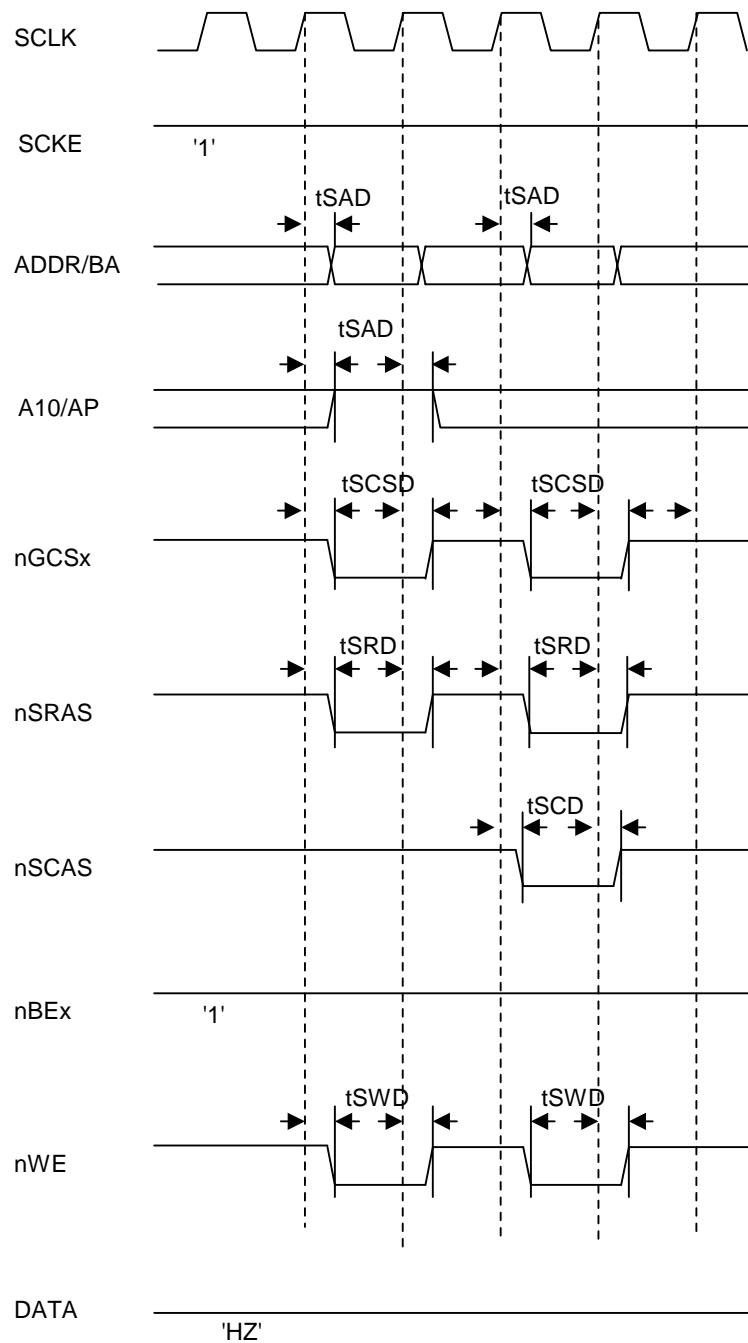 SCLK
SCKE
'1'
tSAD tSAD
ADDR/BA
tSAD
A10/AP
tSCSD tSCSD
nGCSx
tSRD tSRD
nSRAS
tSCD
nSCAS
nBEx
'1'
tSWD tSWD
nWE
DATA
'HZ'